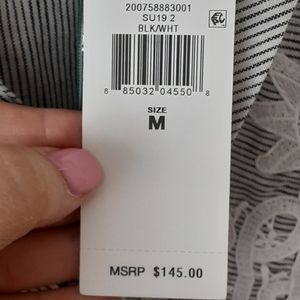 200758883001
SU19 2
BLK/WHT
8 85032 04550 8
SIZE
M
MSRP $145.00